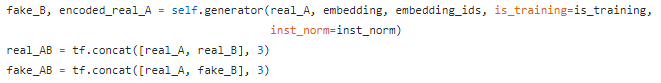 fake_B, encoded_real_A = self.generator(real_A, embedding, embedding_ids, is_training=is_training,
inst_norm=inst_norm)
real_AB = tf.concat([real_A, real_B], 3)
fake_AB = tf.concat([real_A, fake_B], 3)